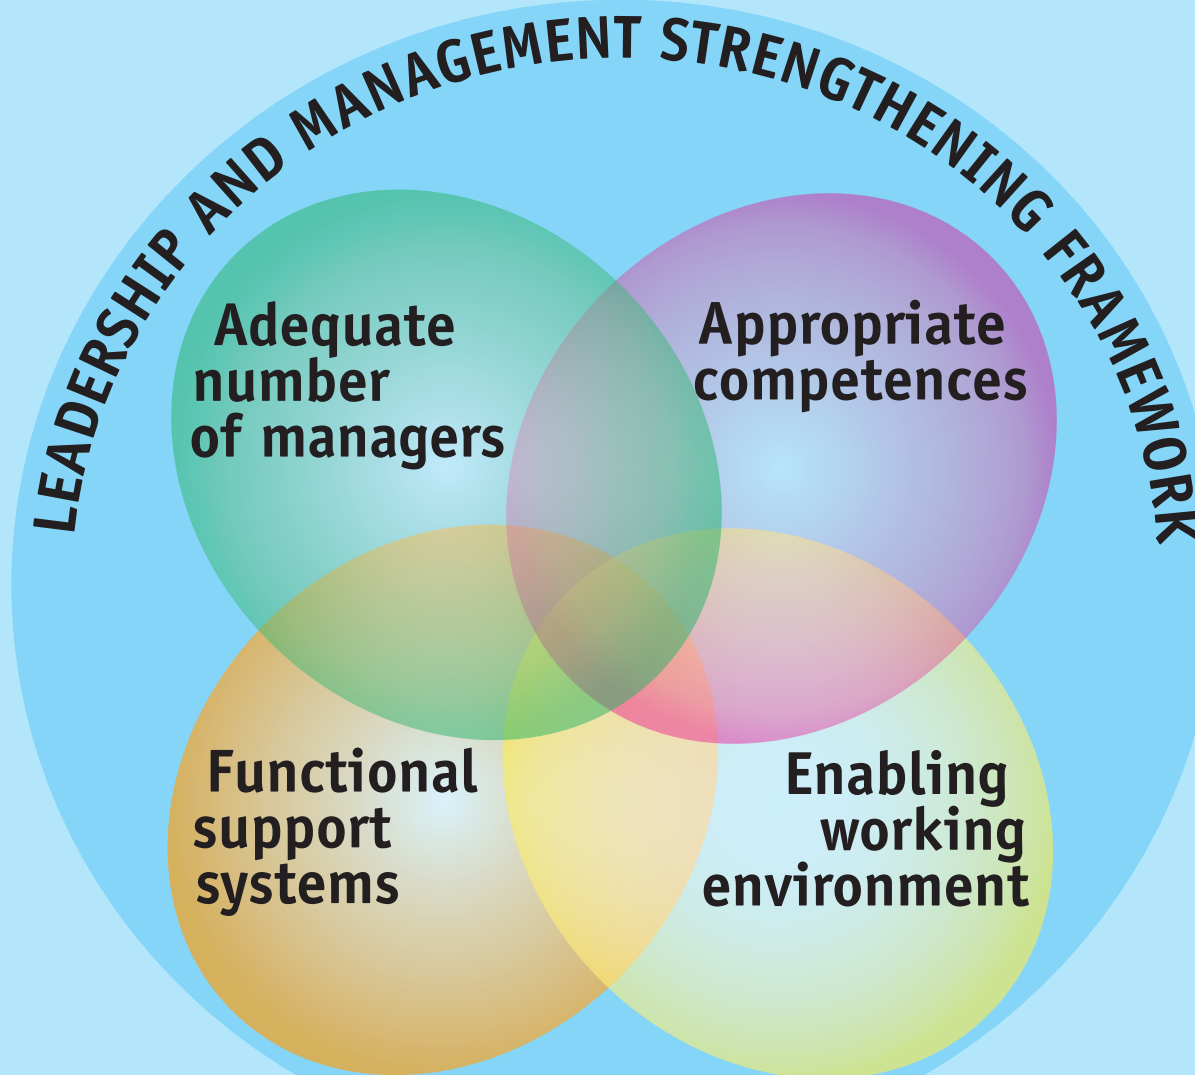 LEADERSHIP AND MANAGEMENT STRENGTHENING FRAMEWORK
Adequate
number
of managers
Appropriate
competences
Functional
support
systems
Enabling
working
environment